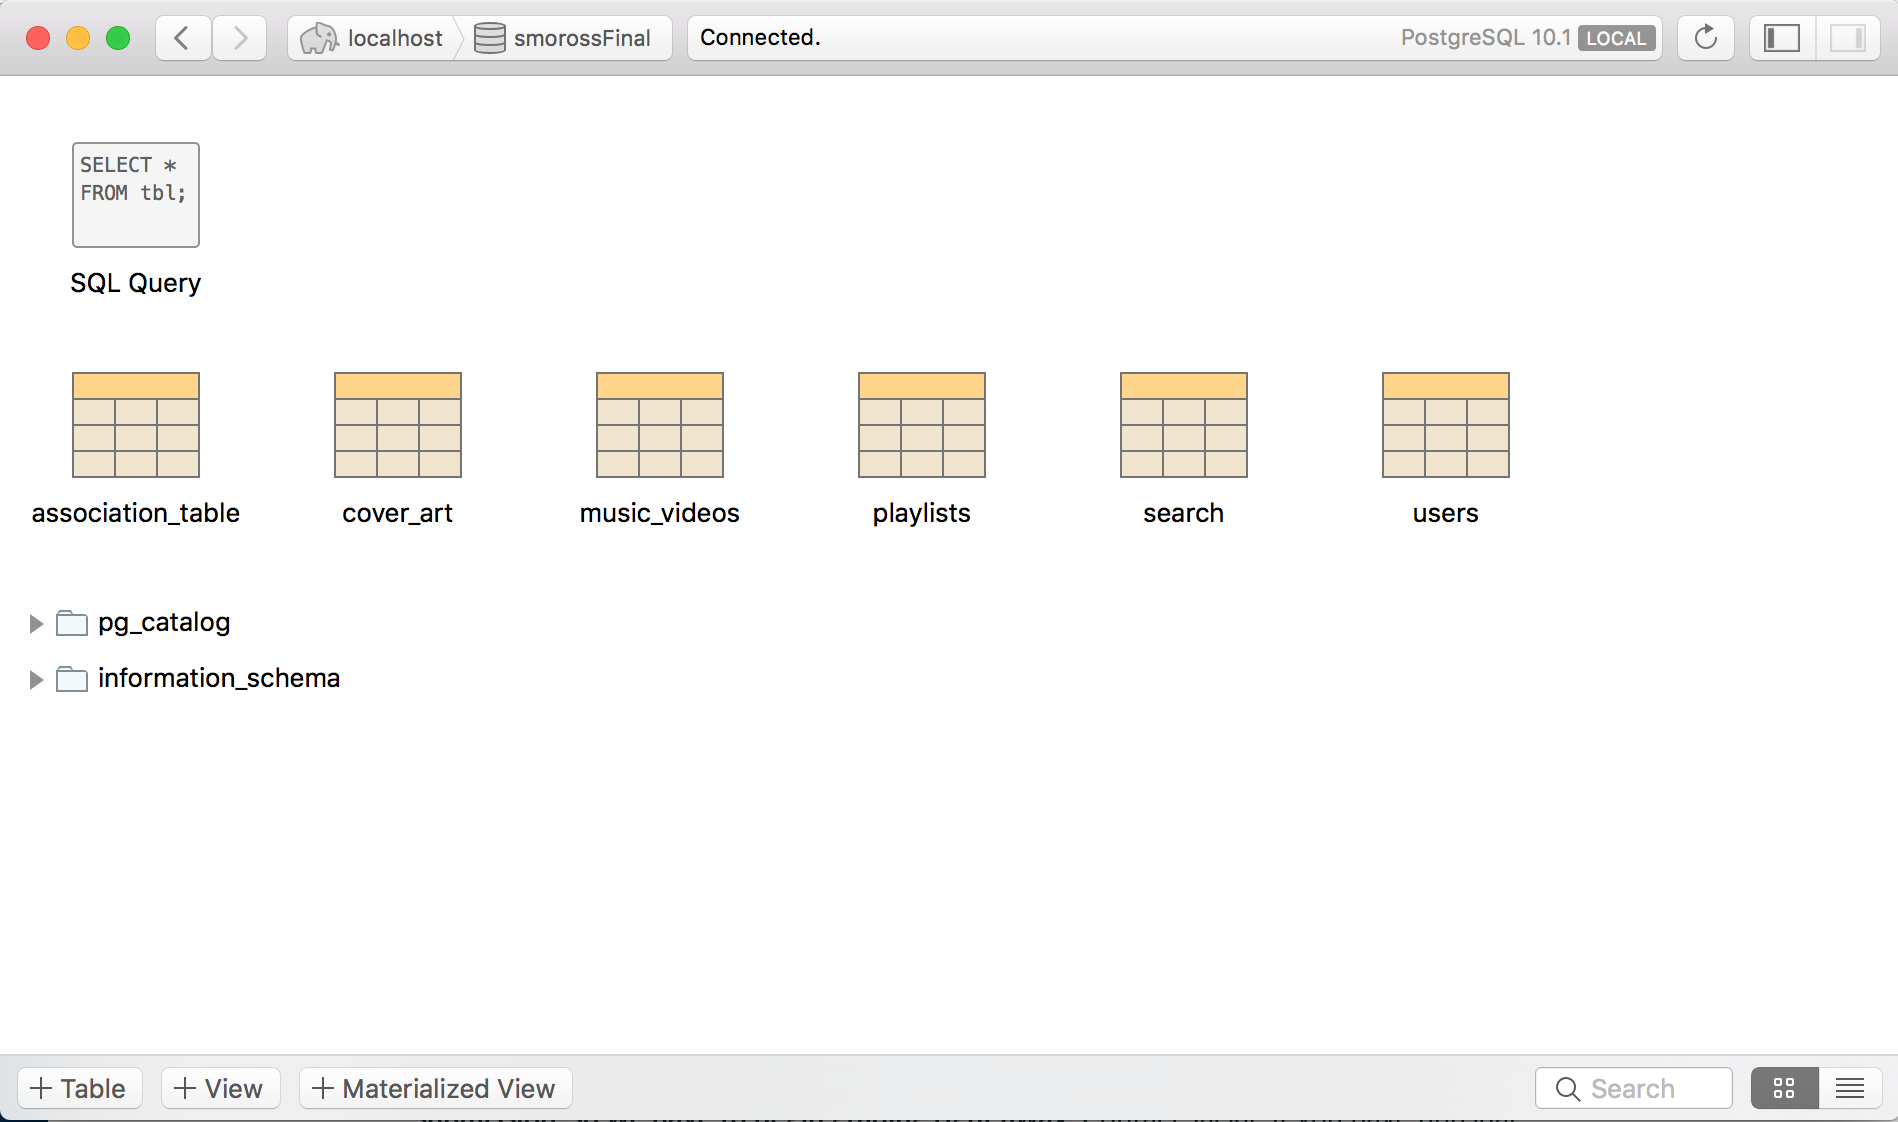 localhost smorossFinal Connected. PostgreSQL 10.1 LOCAL
SELECT *
FROM tbl;
SQL Query
association_table cover_art music_videos playlists search users
pg_catalog
information_schema
Table View Materialized View Search